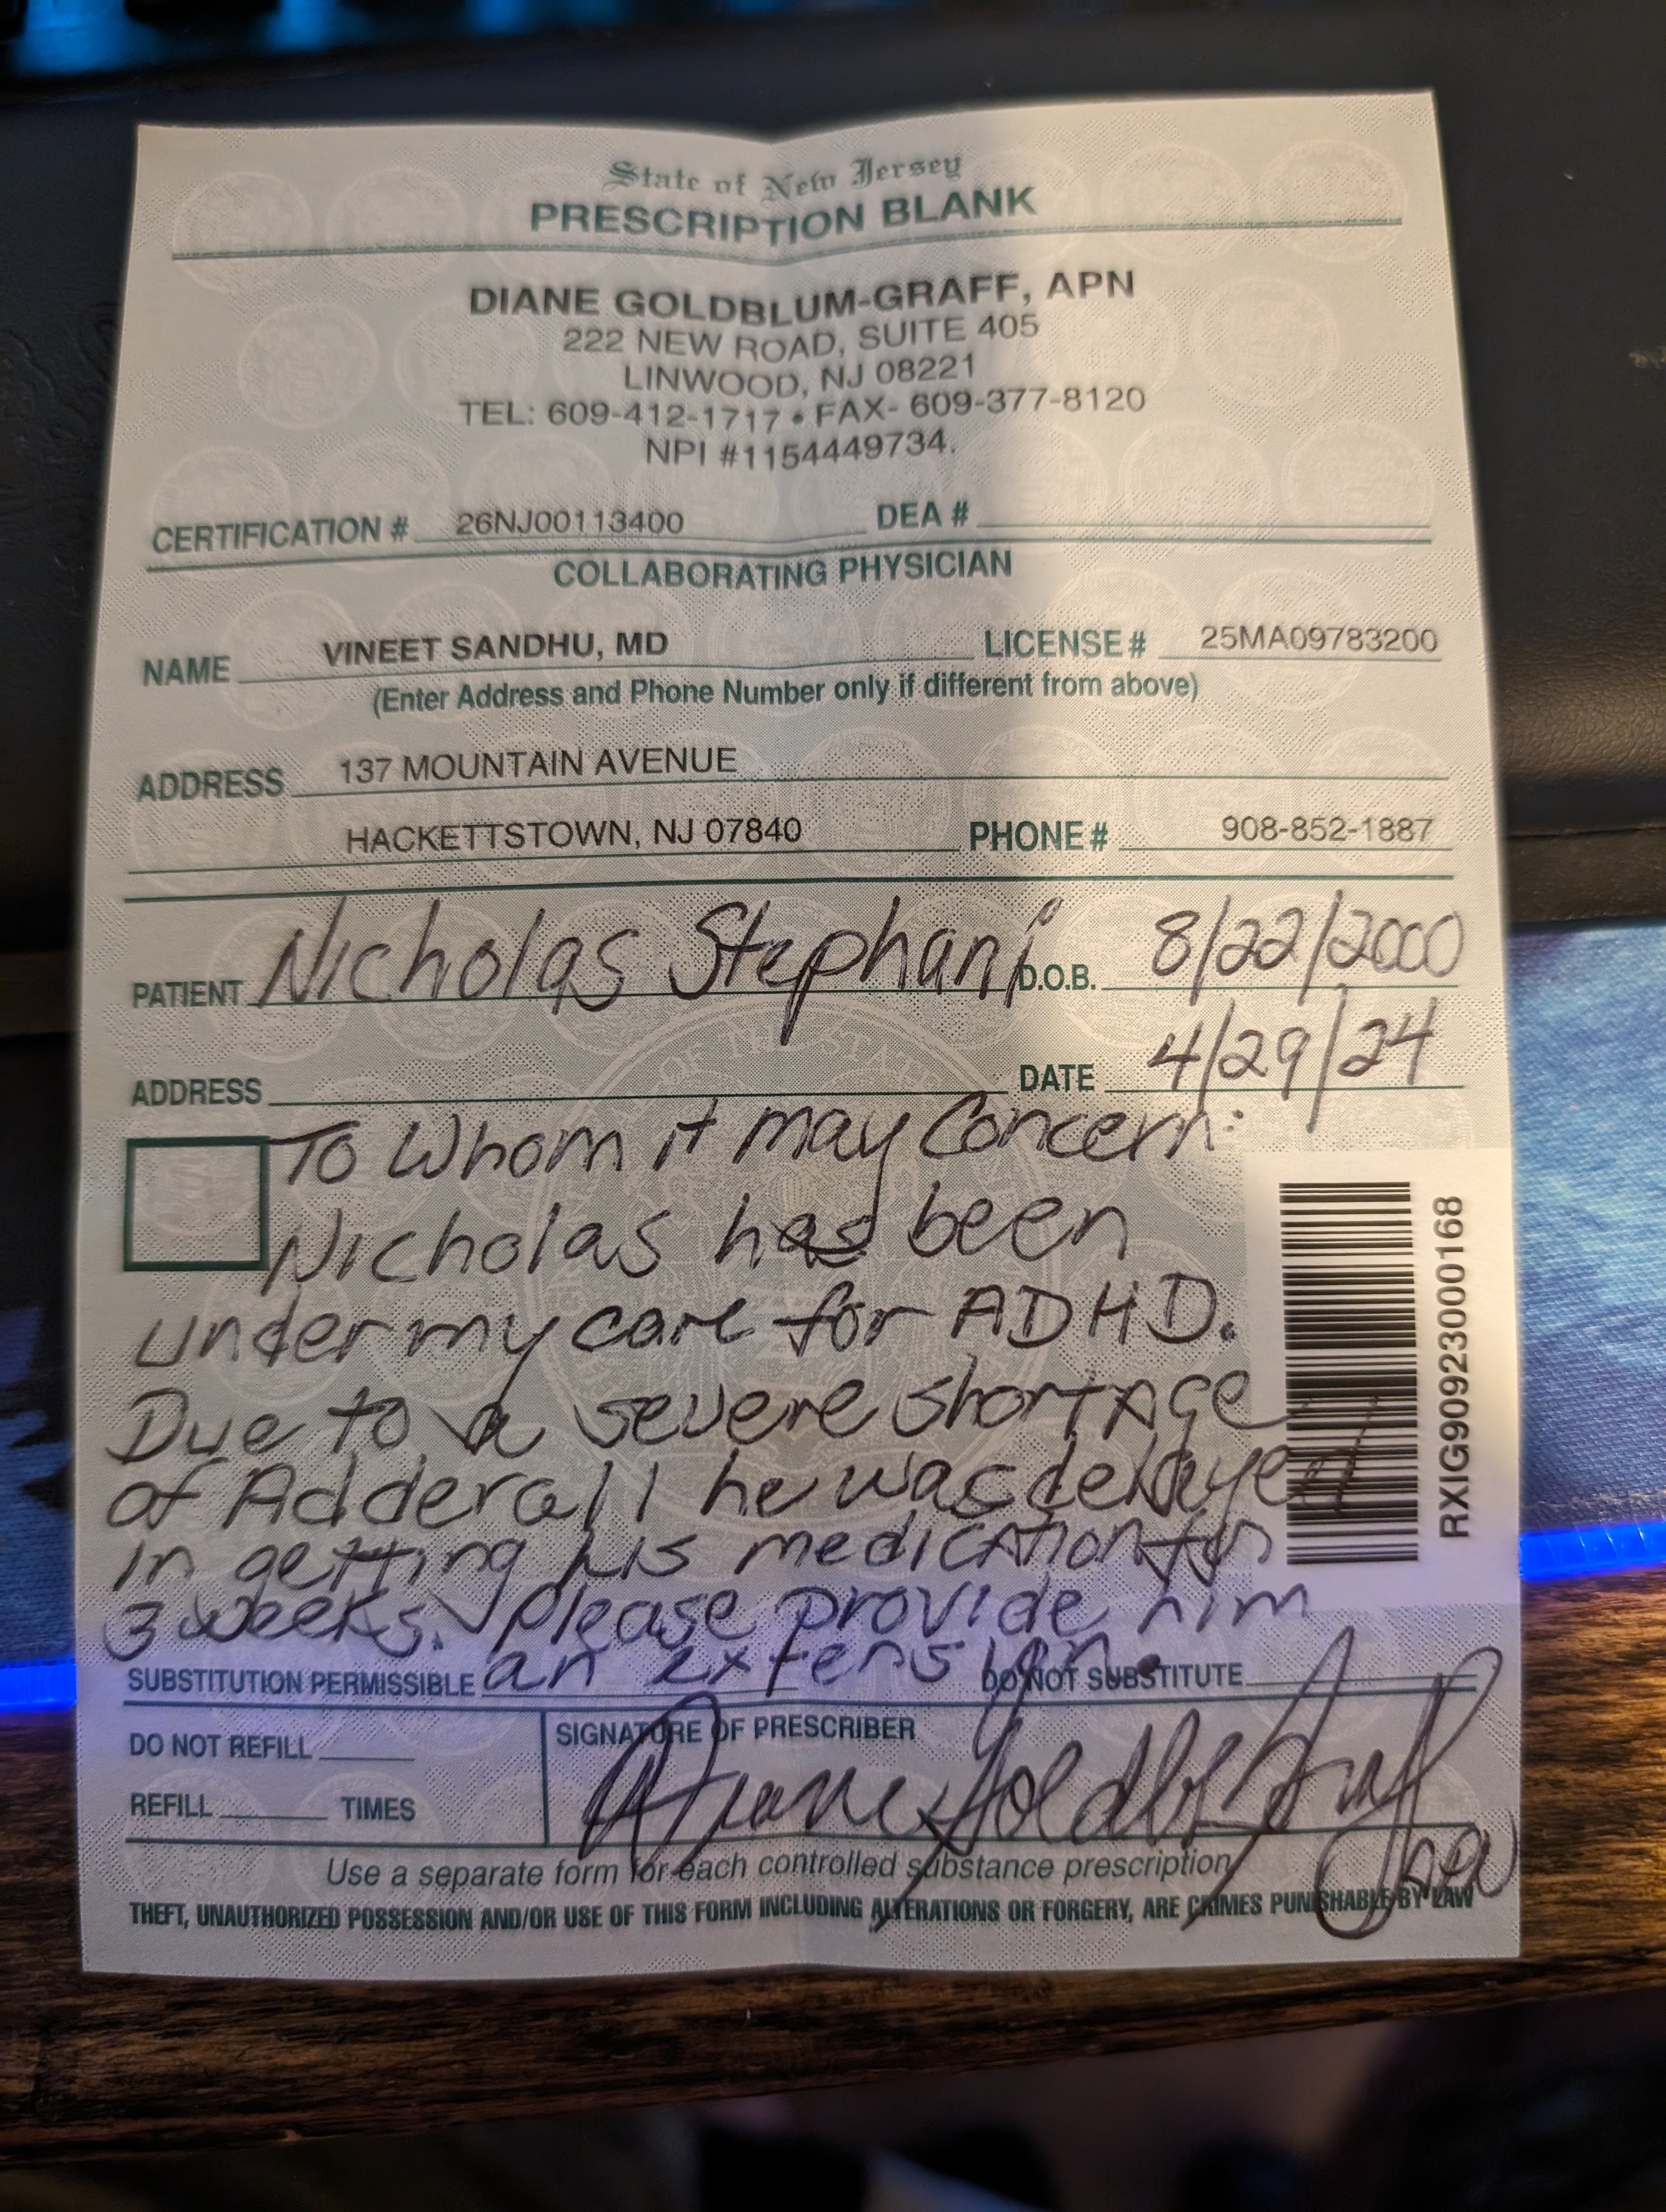 State of New Jersey
PRESCRIPTION BLANK
DIANE GOLDBLUM-GRAFF, APN
222 NEW ROAD, SUITE 405
LINWOOD, NJ 08221
TEL: 609-412-1717 • FAX- 609-377-8120
NPI #1154449734.
CERTIFICATION # 26NJ00113400 DEA #
COLLABORATING PHYSICIAN
NAME VINEET SANDHU, MD LICENSE # 25MA09783200
(Enter Address and Phone Number only if different from above)
ADDRESS 137 MOUNTAIN AVENUE
HACKETTSTOWN, NJ 07840 PHONE # 908-852-1887
PATIENT Nicholas Stephani D.O.B. 8/22/2000
ADDRESS DATE 4/29/24
To Whom it may Concern:
Nicholas has been
under my care for ADHD.
Due to a severe shortage
of Adderall he was delayed
in getting his medication
3 weeks. Please provide him
an extension.
RXIG909230000168
SUBSTITUTION PERMISSIBLE DO NOT SUBSTITUTE
DO NOT REFILL SIGNATURE OF PRESCRIBER
REFILL TIMES
Use a separate form for each controlled substance prescription
THEFT, UNAUTHORIZED POSSESSION AND/OR USE OF THIS FORM INCLUDING ALTERATIONS OR FORGERY, ARE CRIMES PUNISHABLE BY LAW